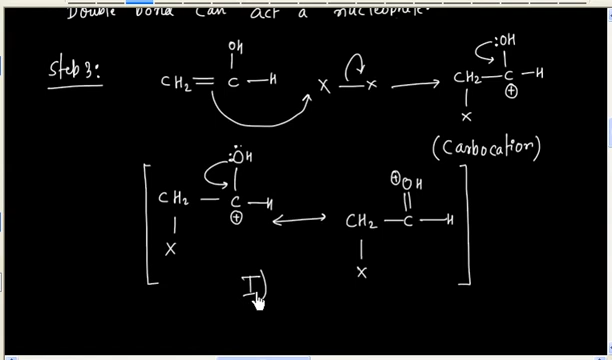 Double bond can act a nucleophile.
Step 3:
OH
CH2 = C — H X — X → CH2 — C — H
:OH
⊕
X
(Carbocation)
:ÖH ⊕OH
CH2 — C — H ↔ CH2 — C — H
⊕
X X
I)